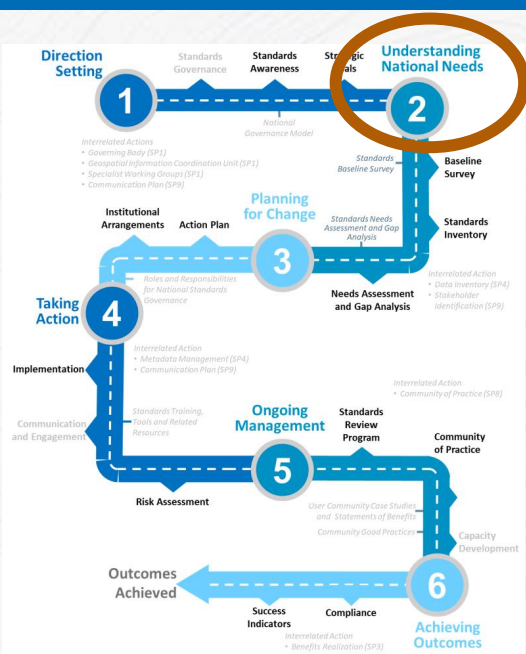 Direction
Setting
Standards
Governance
Standards
Awareness
Strategic
Goals
Understanding
National Needs
1
2
National
Governance Model
Interrelated Actions
• Governing Body (SP1)
• Geospatial Information Coordination Unit (SP1)
• Specialist Working Groups (SP1)
• Communication Plan (SP9)
Standards
Baseline Survey
Baseline
Survey
Planning
for Change
Institutional
Arrangements
Action Plan
Standards Needs
Assessment and Gap
Analysis
Standards
Inventory
3
Roles and Responsibilities
for National Standards
Governance
Needs Assessment
and Gap Analysis
Interrelated Action
• Data Inventory (SP4)
• Stakeholder
Identification (SP9)
Taking
Action
4
Interrelated Action
• Metadata Management (SP4)
• Communication Plan (SP9)
Implementation
Interrelated Action
• Community of Practice (SP8)
Communication
and Engagement
Standards Training,
Tools and Related
Resources
Ongoing
Management
Standards
Review
Program
Community
of Practice
5
Risk Assessment
User Community Case Studies
and Statements of Benefits
Community Good Practices
Capacity
Development
Outcomes
Achieved
6
Success
Indicators
Compliance
Interrelated Action
• Benefits Realization (SP3)
Achieving
Outcomes